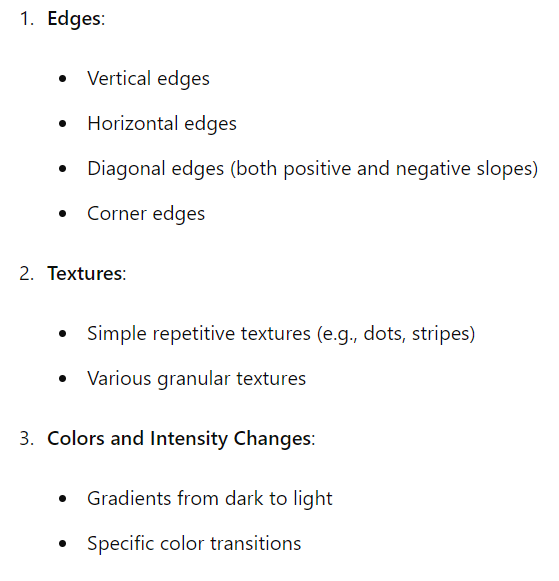 1. Edges:
• Vertical edges
• Horizontal edges
• Diagonal edges (both positive and negative slopes)
• Corner edges
2. Textures:
• Simple repetitive textures (e.g., dots, stripes)
• Various granular textures
3. Colors and Intensity Changes:
• Gradients from dark to light
• Specific color transitions